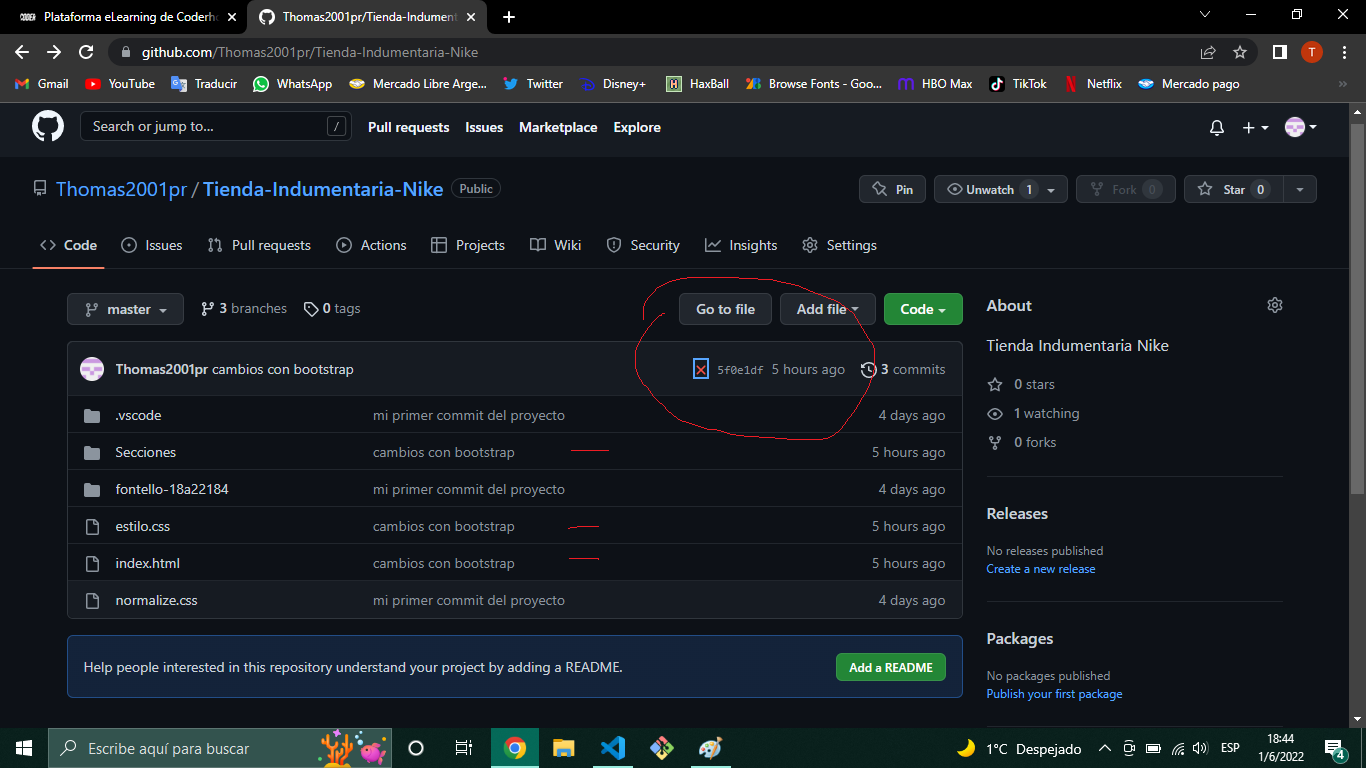 CODER Plataforma eLearning de Coderh
Thomas2001pr/Tienda-Indument
github.com/Thomas2001pr/Tienda-Indumentaria-Nike
T
Gmail YouTube Traducir WhatsApp Mercado Libre Arge... Twitter Disney+ HaxBall Browse Fonts - Goo... HBO Max TikTok Netflix Mercado pago »
Search or jump to... /
Pull requests Issues Marketplace Explore
Thomas2001pr / Tienda-Indumentaria-Nike Public
Pin Unwatch 1 Fork 0 Star 0
Code Issues Pull requests Actions Projects Wiki Security Insights Settings
master 3 branches 0 tags Go to file Add file Code
Thomas2001pr cambios con bootstrap 5f0e1df 5 hours ago 3 commits
.vscode mi primer commit del proyecto 4 days ago
Secciones cambios con bootstrap 5 hours ago
fontello-18a22184 mi primer commit del proyecto 4 days ago
estilo.css cambios con bootstrap 5 hours ago
index.html cambios con bootstrap 5 hours ago
normalize.css mi primer commit del proyecto 4 days ago
Help people interested in this repository understand your project by adding a README. Add a README
About
Tienda Indumentaria Nike
0 stars
1 watching
0 forks
Releases
No releases published
Create a new release
Packages
No packages published
Publish your first package
Escribe aquí para buscar
1°C Despejado
ESP
18:44
1/6/2022
4